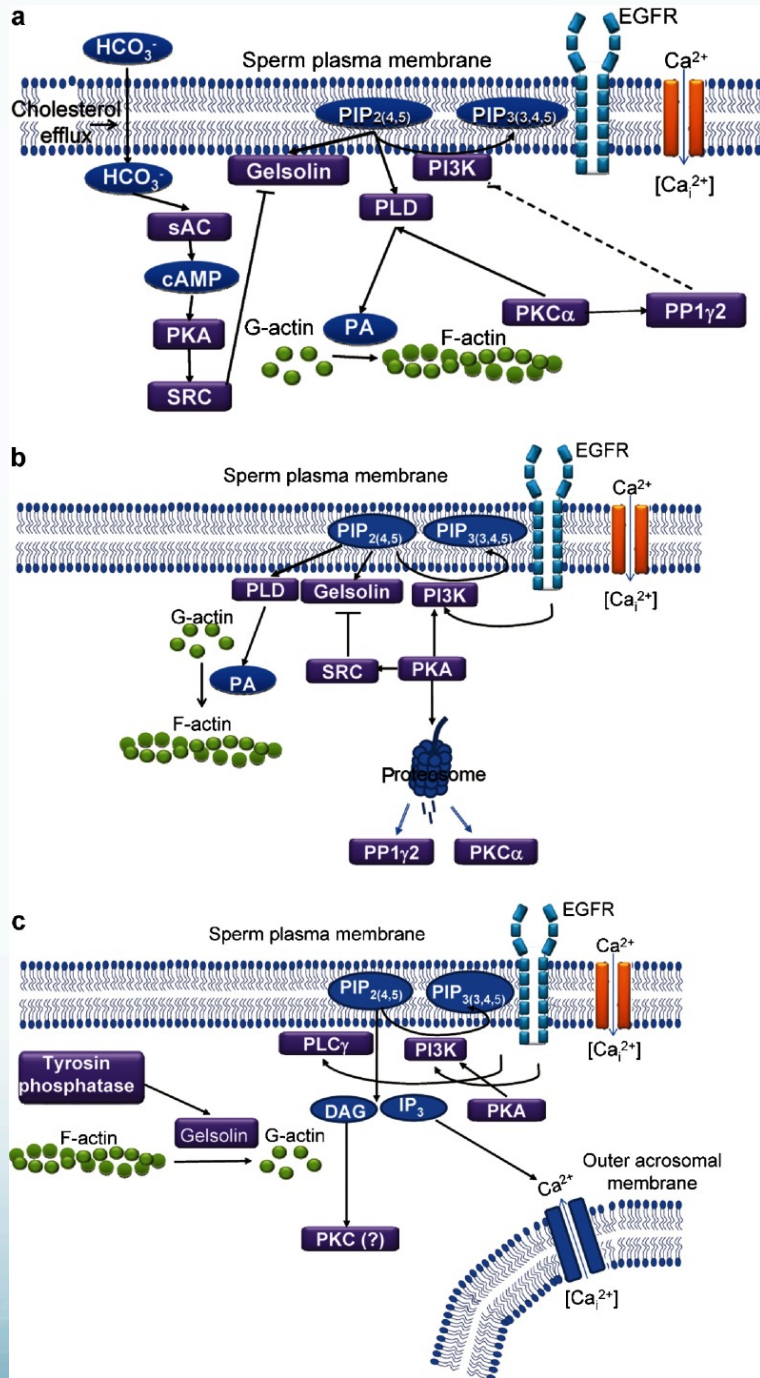 a
HCO₃⁻
Sperm plasma membrane
EGFR
Ca²⁺
Cholesterol
efflux
PIP₂₍₄,₅₎
PIP₃₍₃,₄,₅₎
HCO₃⁻
Gelsolin
PI3K
[Caᵢ²⁺]
sAC
PLD
cAMP
PKA
G-actin
PA
PKCα
PP1γ2
F-actin
SRC
b
Sperm plasma membrane
EGFR
Ca²⁺
PIP₂₍₄,₅₎
PIP₃₍₃,₄,₅₎
PLD
Gelsolin
PI3K
[Caᵢ²⁺]
G-actin
PA
SRC
PKA
F-actin
Proteosome
PP1γ2
PKCα
c
Sperm plasma membrane
EGFR
Ca²⁺
PIP₂₍₄,₅₎
PIP₃₍₃,₄,₅₎
PLCγ
PI3K
[Caᵢ²⁺]
Tyrosin
phosphatase
DAG
IP₃
PKA
F-actin
Gelsolin
G-actin
Outer acrosomal
membrane
Ca²⁺
PKC (?)
[Caᵢ²⁺]